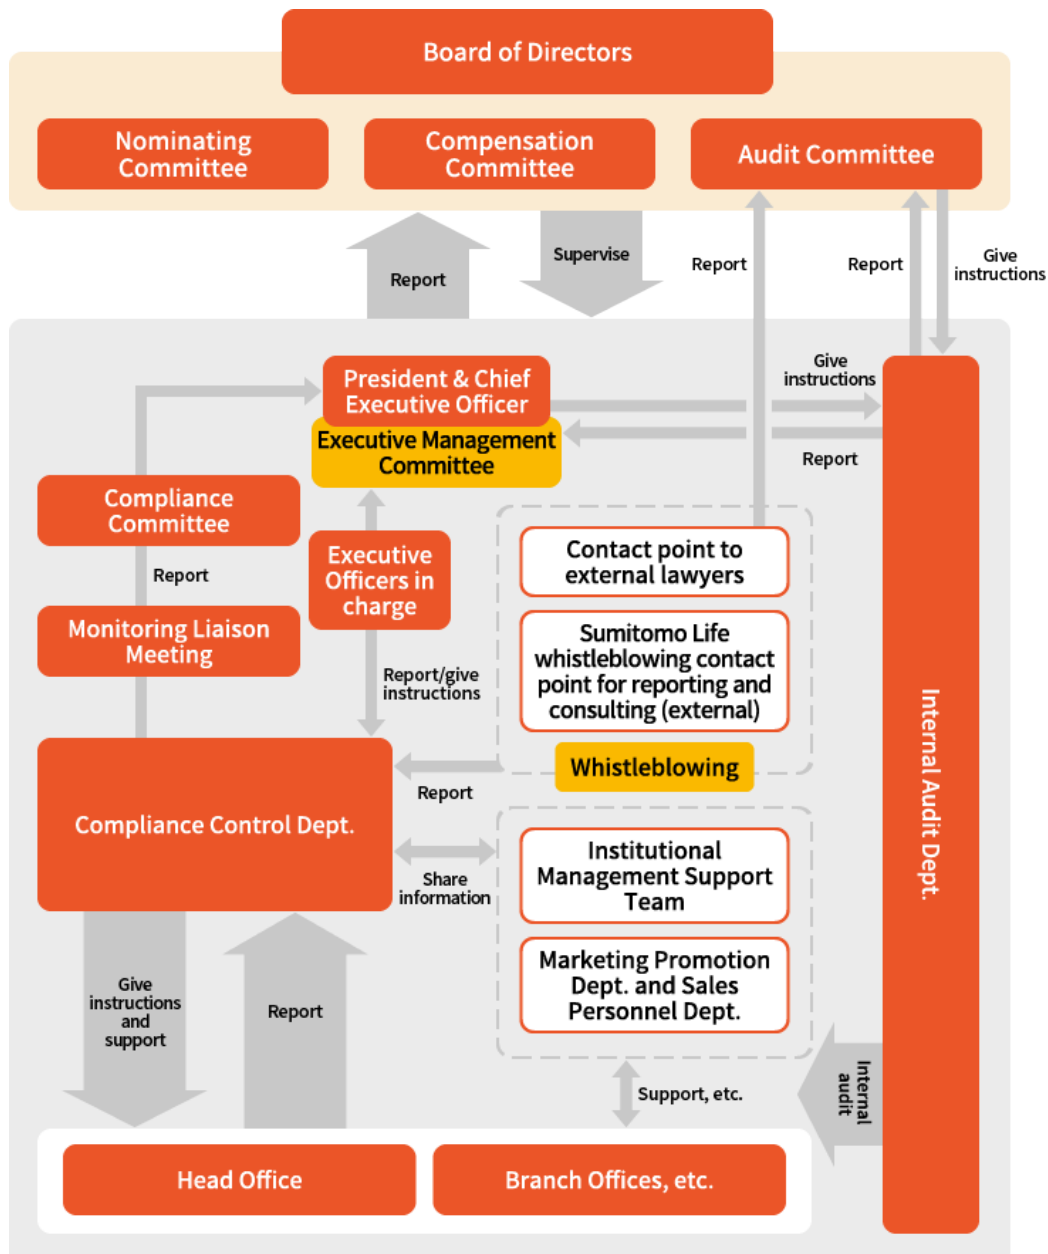 Board of Directors
Nominating
Committee
Compensation
Committee
Audit Committee
Report
Supervise
Report
Report
Give
instructions
President & Chief
Executive Officer
Executive Management
Committee
Give
instructions
Report
Compliance
Committee
Report
Monitoring Liaison
Meeting
Executive
Officers in
charge
Report/give
instructions
Contact point to
external lawyers
Sumitomo Life
whistleblowing contact
point for reporting and
consulting (external)
Whistleblowing
Report
Compliance Control Dept.
Share
information
Institutional
Management Support
Team
Marketing Promotion
Dept. and Sales
Personnel Dept.
Internal Audit Dept.
Give
instructions
and
support
Report
Support, etc.
Internal
audit
Head Office
Branch Offices, etc.